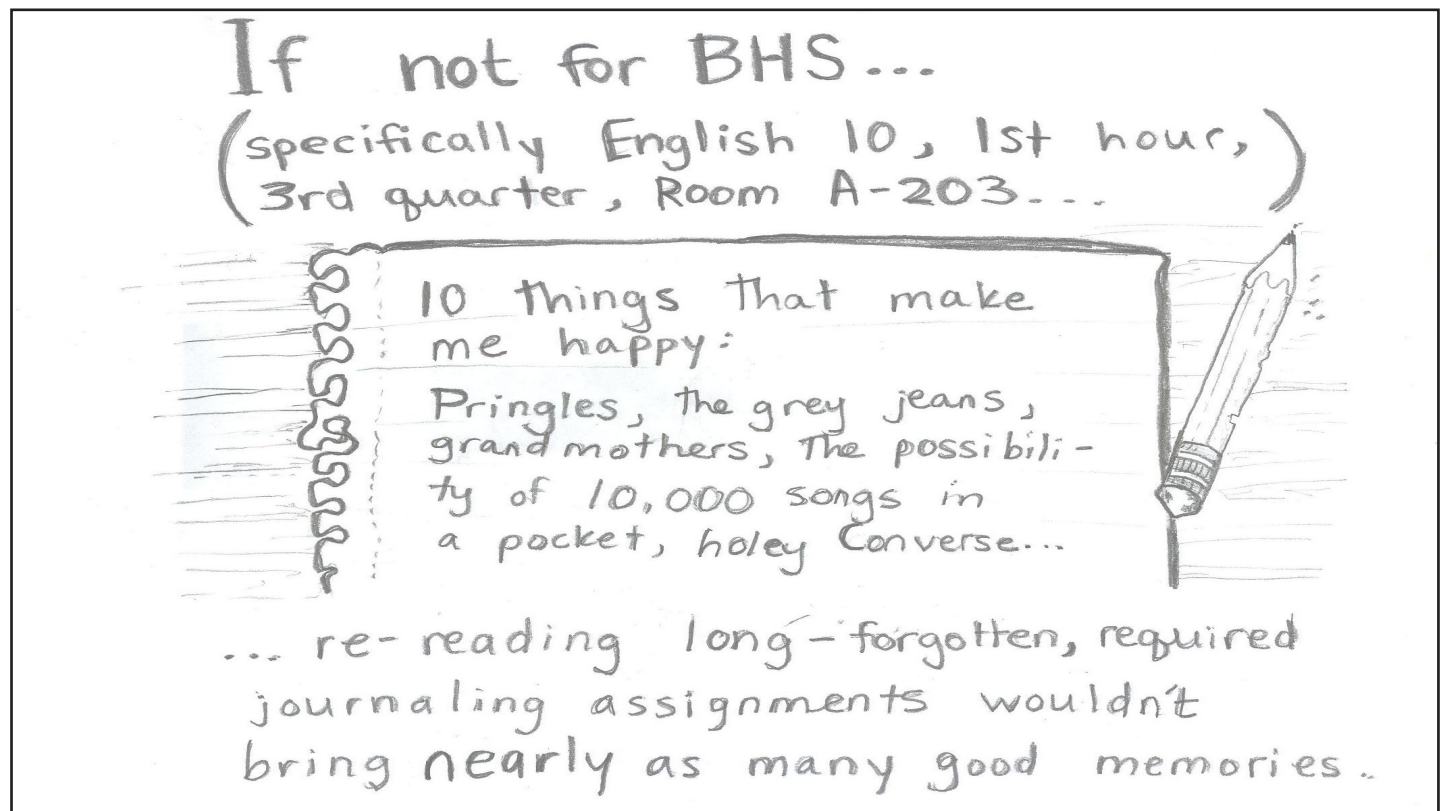 If not for BHS...
(specifically English 10, 1st hour,
3rd quarter, Room A-203...)
10 things that make
me happy:
Pringles, the grey jeans,
grandmothers, The possibili-
ty of 10,000 songs in
a pocket, holey Converse...
... re-reading long-forgotten, required
journaling assignments wouldn't
bring nearly as many good memories.